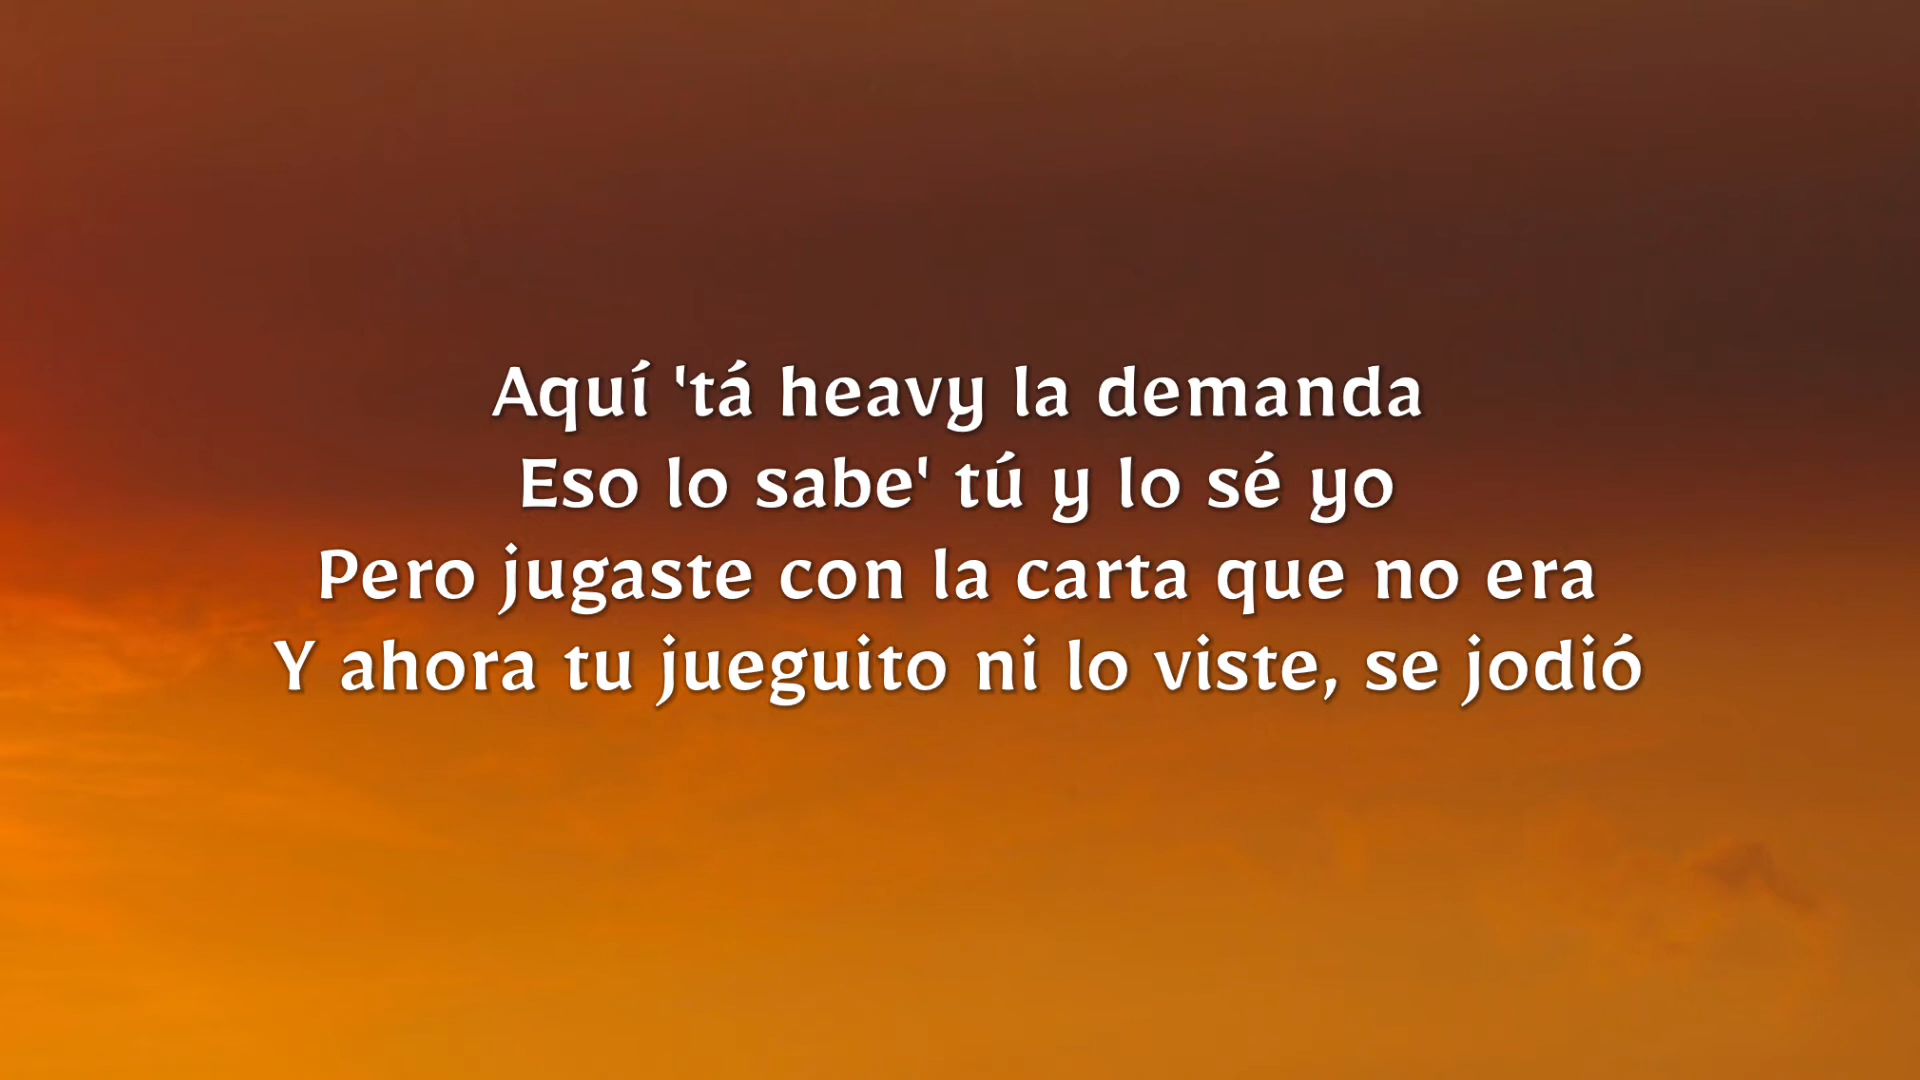 Aquí 'tá heavy la demanda
Eso lo sabe' tú y lo sé yo
Pero jugaste con la carta que no era
Y ahora tu jueguito ni lo viste, se jodió